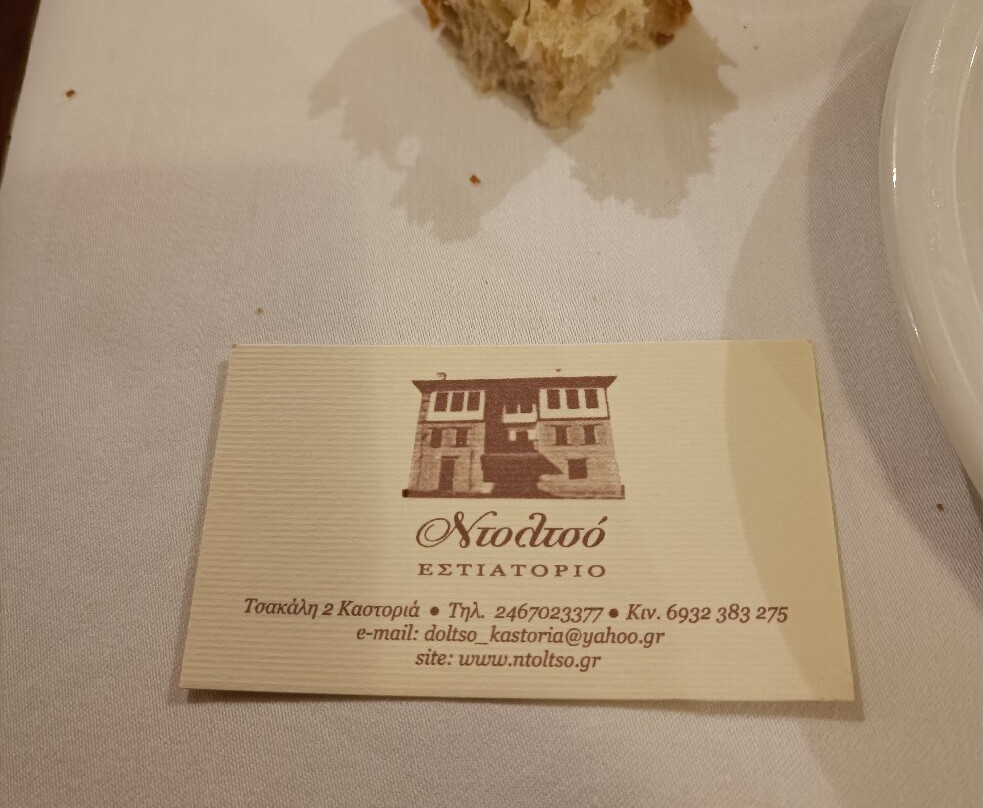 Ντολτσό
ΕΣΤΙΑΤΟΡΙΟ
Τσακάλη 2 Καστοριά • Τηλ. 2467023377 • Κιν. 6932 383 275
e-mail: doltso_kastoria@yahoo.gr
site: www.ntoltso.gr